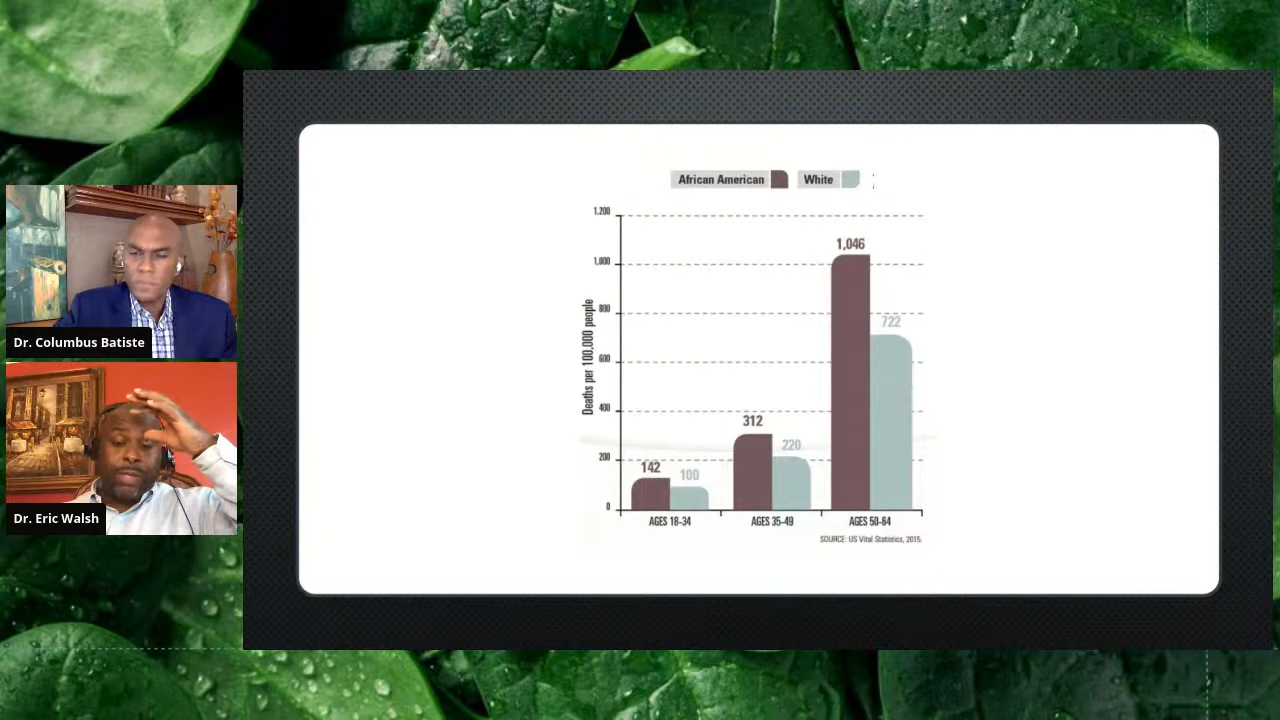 African American
White
1,200
1,000
800
600
400
200
0
Deaths per 100,000 people
142
100
312
220
1,046
722
AGES 18-34
AGES 35-49
AGES 50-64
SOURCE: US Vital Statistics, 2015.
Dr. Columbus Batiste
Dr. Eric Walsh